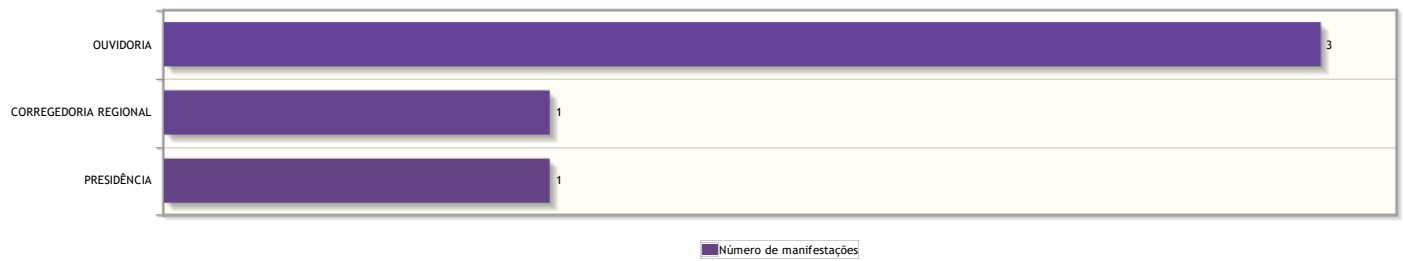 OUVIDORIA
3
CORREGEDORIA REGIONAL
1
PRESIDÊNCIA
1
Número de manifestações